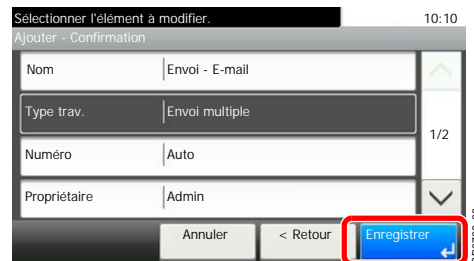 Sélectionner l'élément à modifier. 10:10
Ajouter - Confirmation
Nom Envoi - E-mail
Type trav. Envoi multiple
1/2
Numéro Auto
Propriétaire Admin
Annuler < Retour Enregistrer